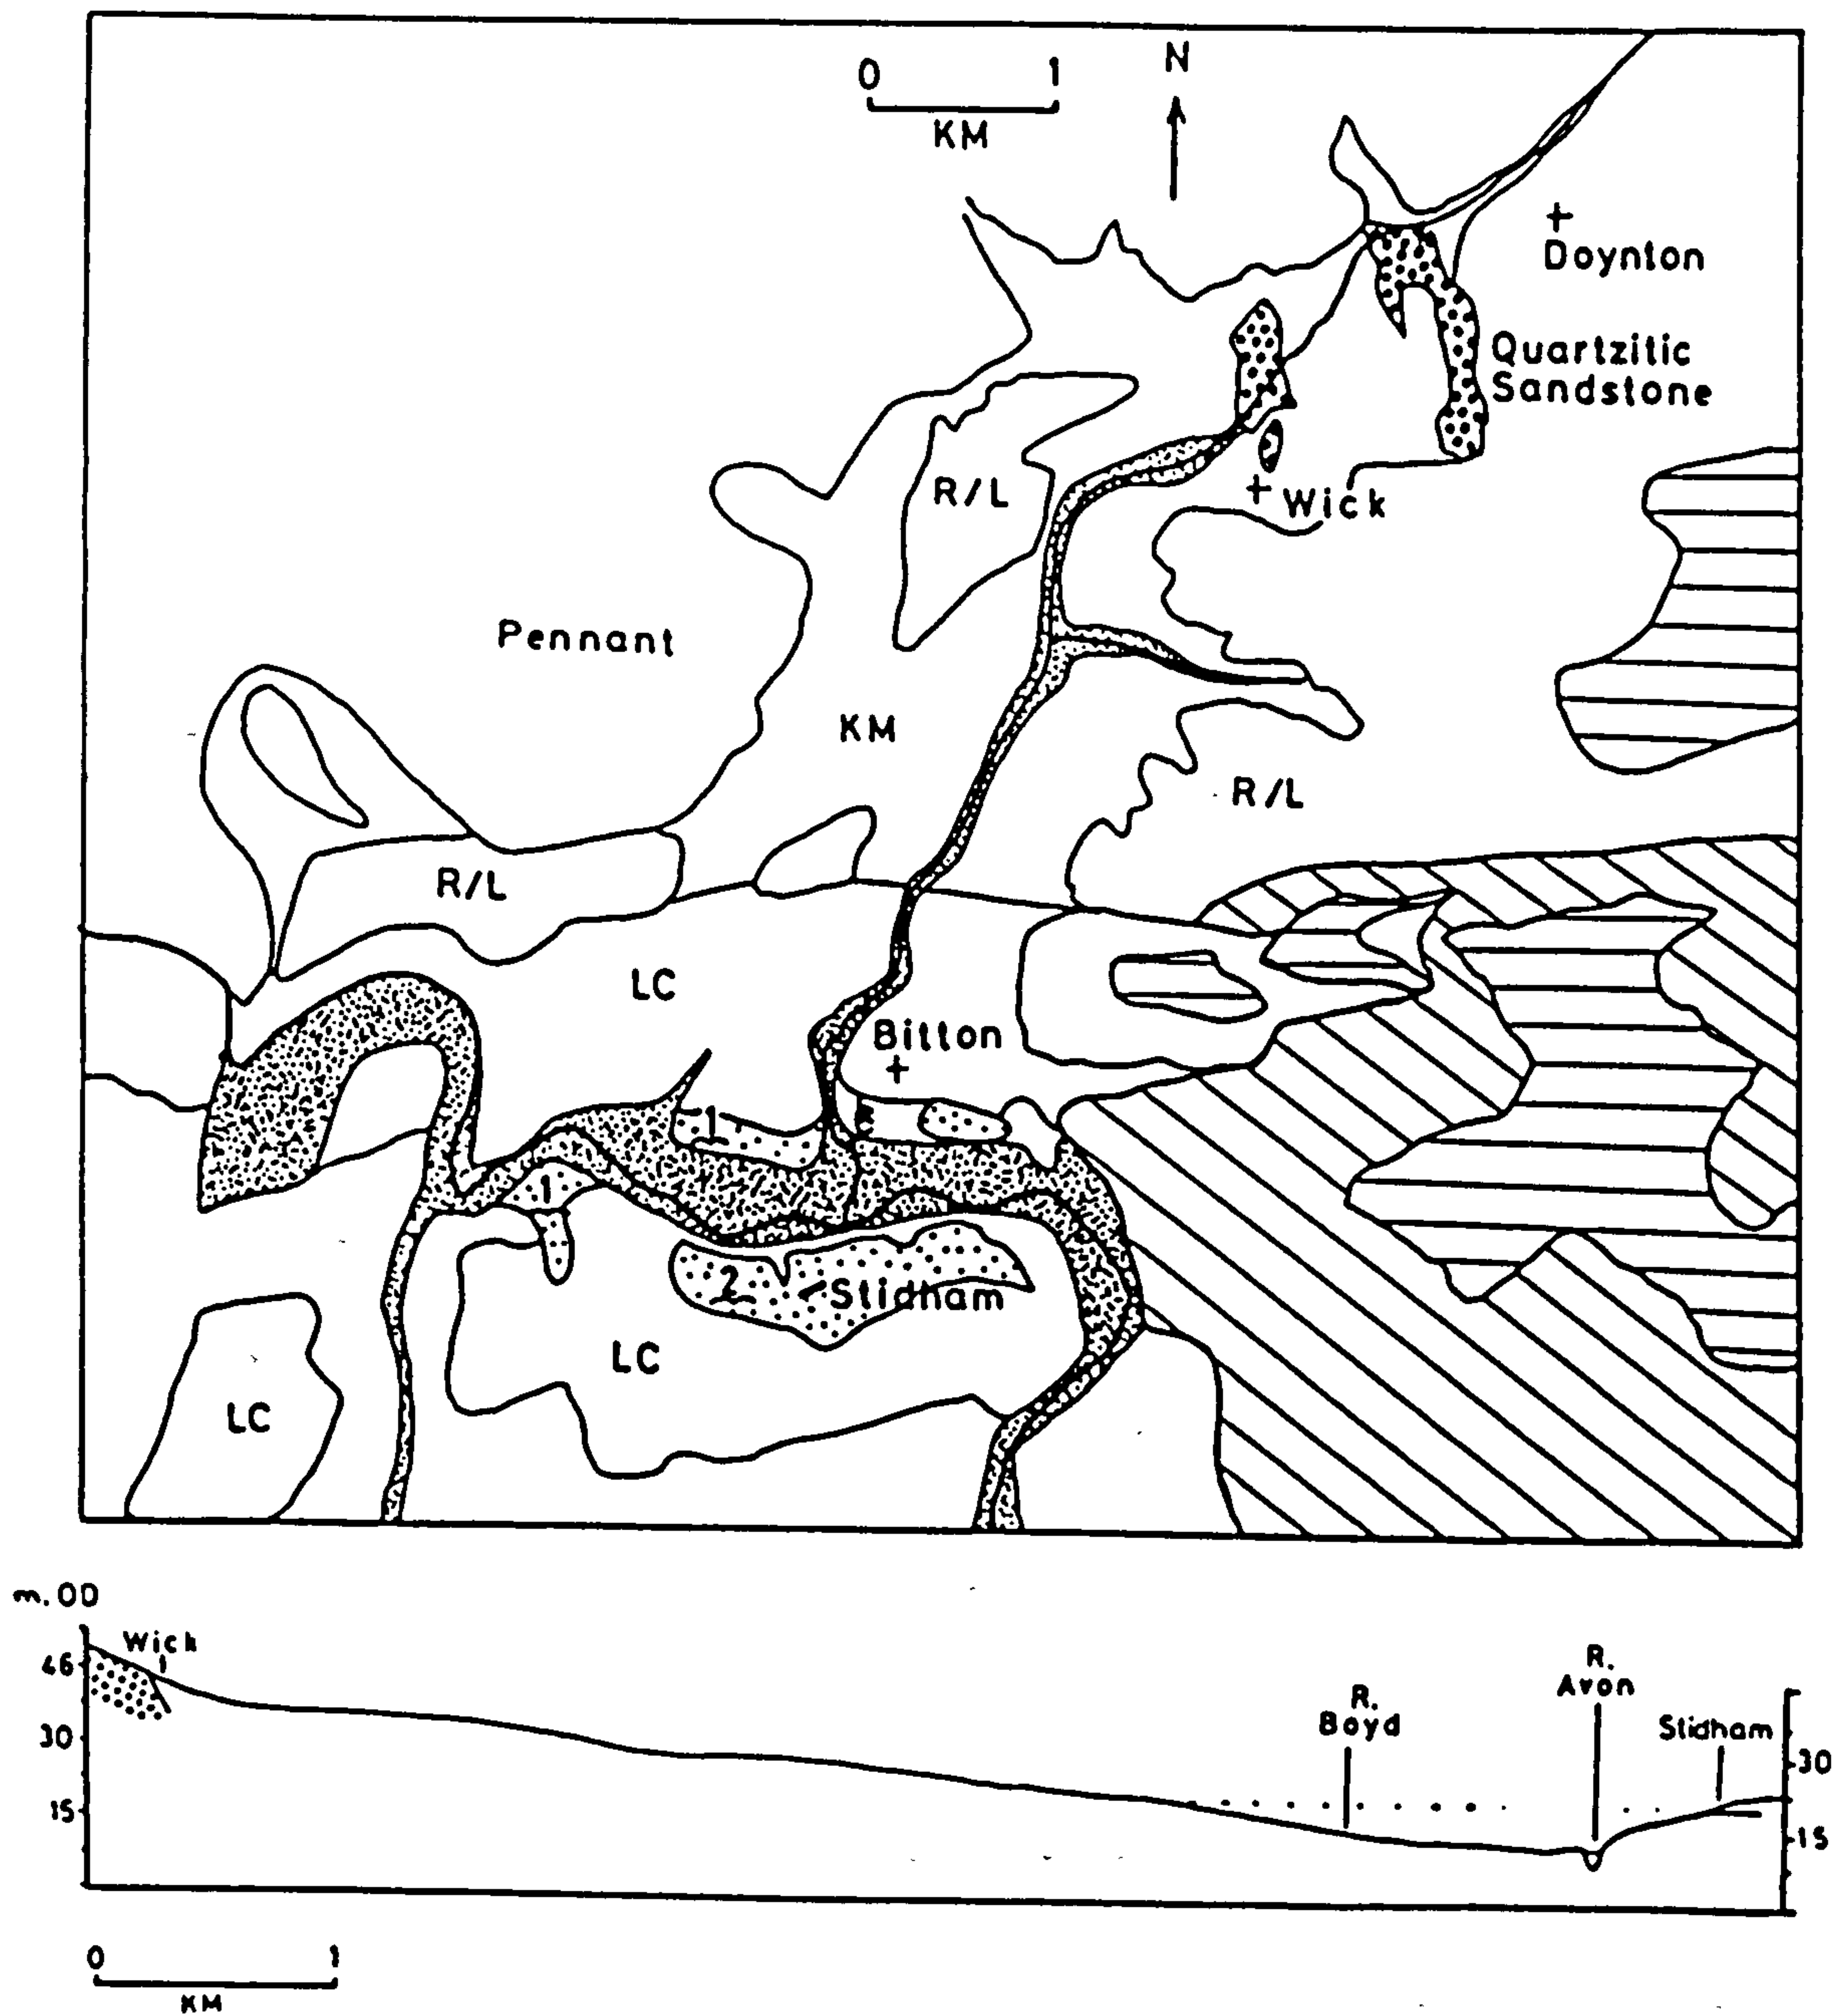 0 1
KM
N
+
Doynton
Quartzitic
Sandstone
R/L
+ Wick
Pennant
KM
R/L
R/L
LC
Bitton
+
1
1
2
Stidham
LC
LC
m. OD
Wick
46
30
15
R.
Boyd
R.
Avon
Stidham
30
15
0 1
KM